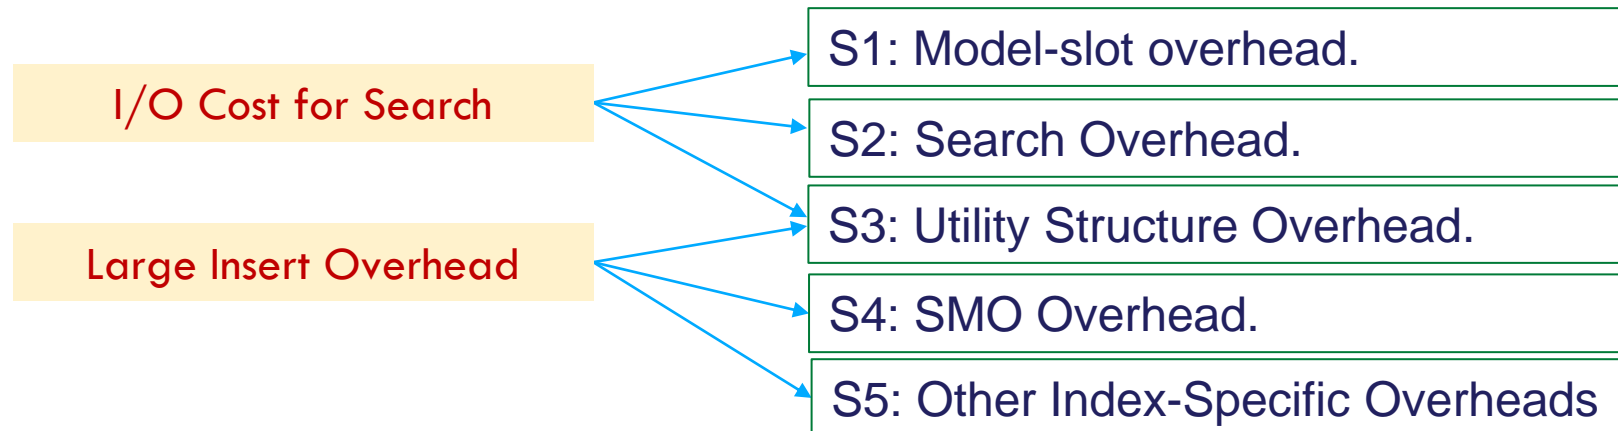 I/O Cost for Search
Large Insert Overhead
S1: Model-slot overhead.
S2: Search Overhead.
S3: Utility Structure Overhead.
S4: SMO Overhead.
S5: Other Index-Specific Overheads